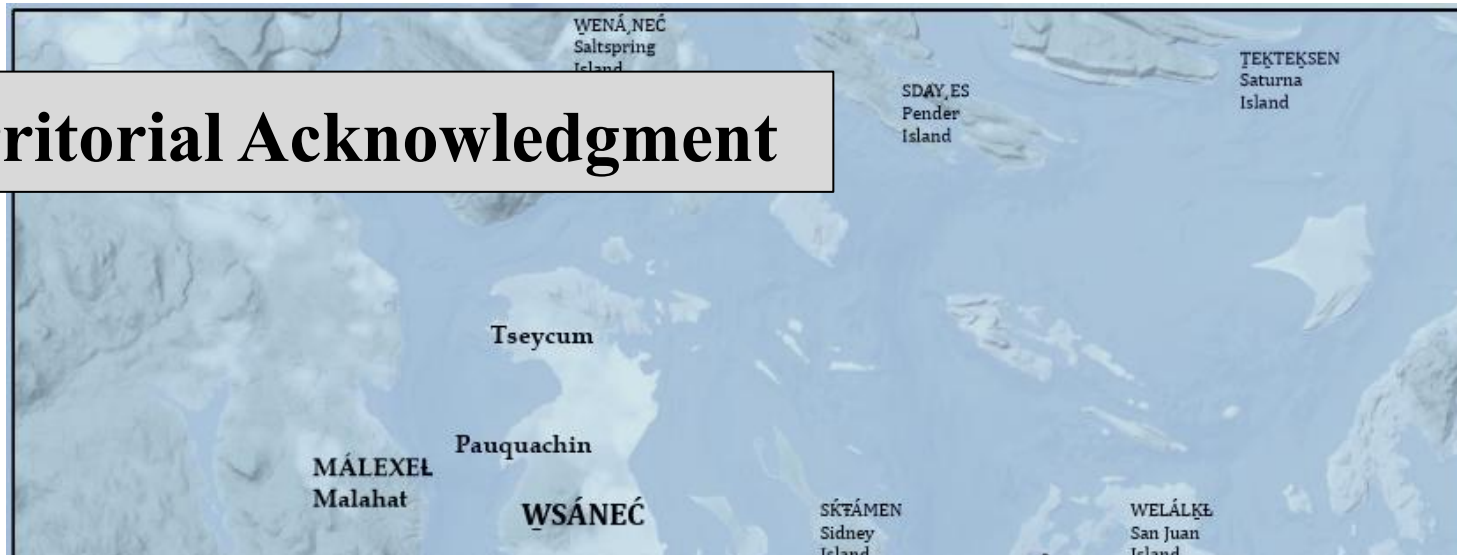 W̱ENÁ,NEĆ
Saltspring
Island
ritorial Acknowledgment
SD₳Y,ES
Pender
Island
ṮEḴTEḴSEN
Saturna
Island
Tseycum
Pauquachin
MÁLEXEȽ
Malahat
W̱SÁNEĆ
SḰŦÁMEN
Sidney
Island
WELÁLḴȽ
San Juan
Island